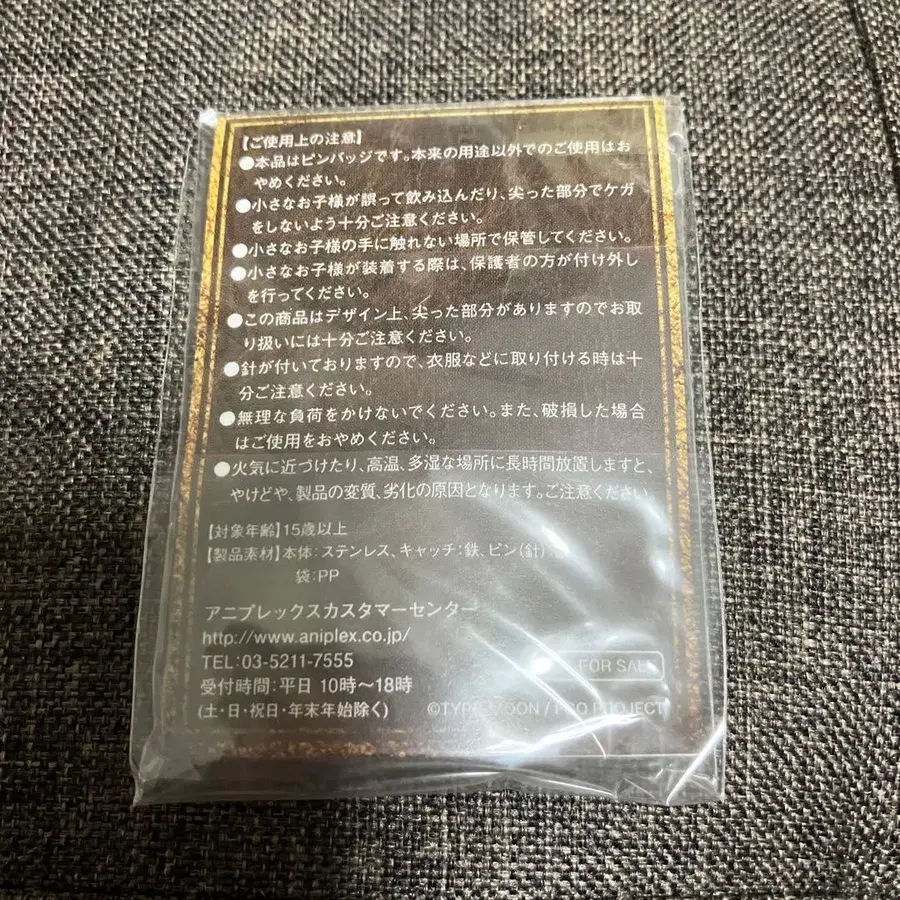 【ご使用上の注意】
●本品はピンバッジです。本来の用途以外でのご使用はお
やめください。
●小さなお子様が誤って飲み込んだり、尖った部分でケガ
をしないよう十分ご注意ください。
●小さなお子様の手に触れない場所で保管してください。
●小さなお子様が装着する際は、保護者の方が付け外し
を行ってください。
●この商品はデザイン上、尖った部分がありますのでお取
り扱いには十分ご注意ください。
●針が付いておりますので、衣服などに取り付ける時は十
分ご注意ください。
●無理な負荷をかけないでください。また、破損した場合
はご使用をおやめください。
●火気に近づけたり、高温、多湿な場所に長時間放置しますと、
やけどや、製品の変質、劣化の原因となります。ご注意ください
【対象年齢】15歳以上
【製品素材】本体:ステンレス、キャッチ:鉄、ピン(針)
袋:PP
アニプレックスカスタマーセンター
http://www.aniplex.co.jp/
TEL:03-5211-7555
受付時間:平日 10時〜18時
(土・日・祝日・年末年始除く)
FOR SALE
©TYPE-MOON / FGO PROJECT